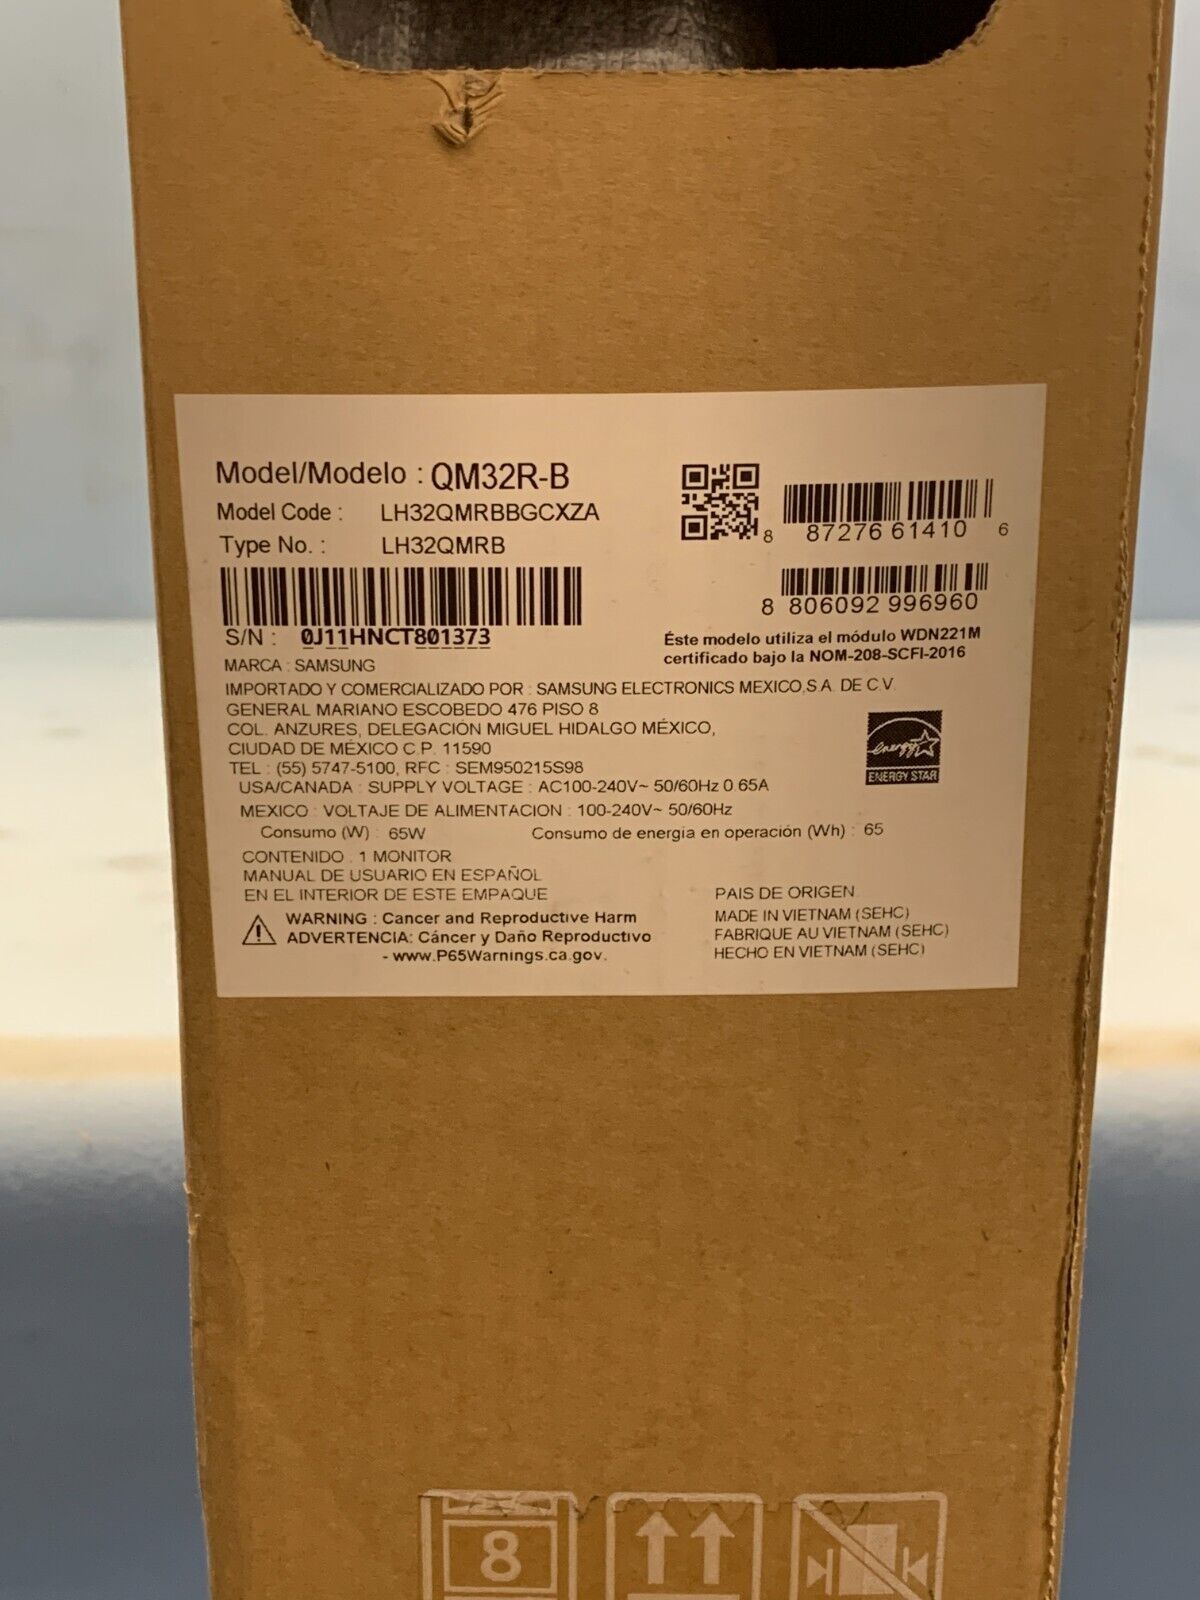 Model/Modelo : QM32R-B
Model Code : LH32QMRBBGCXZA
Type No. : LH32QMRB
8 87276 61410 6
8 806092 996960
S/N : 0J11HNCT801373
Éste modelo utiliza el módulo WDN221M
certificado bajo la NOM-208-SCFI-2016
MARCA : SAMSUNG
IMPORTADO Y COMERCIALIZADO POR : SAMSUNG ELECTRONICS MEXICO,S.A. DE C.V.
GENERAL MARIANO ESCOBEDO 476 PISO 8
COL. ANZURES, DELEGACIÓN MIGUEL HIDALGO MÉXICO,
CIUDAD DE MÉXICO C.P. 11590
TEL : (55) 5747-5100, RFC : SEM950215S98
USA/CANADA : SUPPLY VOLTAGE : AC100-240V~ 50/60Hz 0.65A
MEXICO : VOLTAJE DE ALIMENTACION : 100-240V~ 50/60Hz
Consumo (W) : 65W Consumo de energía en operación (Wh) : 65
energy
ENERGY STAR
CONTENIDO : 1 MONITOR
MANUAL DE USUARIO EN ESPAÑOL
EN EL INTERIOR DE ESTE EMPAQUE
WARNING : Cancer and Reproductive Harm
ADVERTENCIA: Cáncer y Daño Reproductivo
- www.P65Warnings.ca.gov.
PAIS DE ORIGEN
MADE IN VIETNAM (SEHC)
FABRIQUE AU VIETNAM (SEHC)
HECHO EN VIETNAM (SEHC)
8